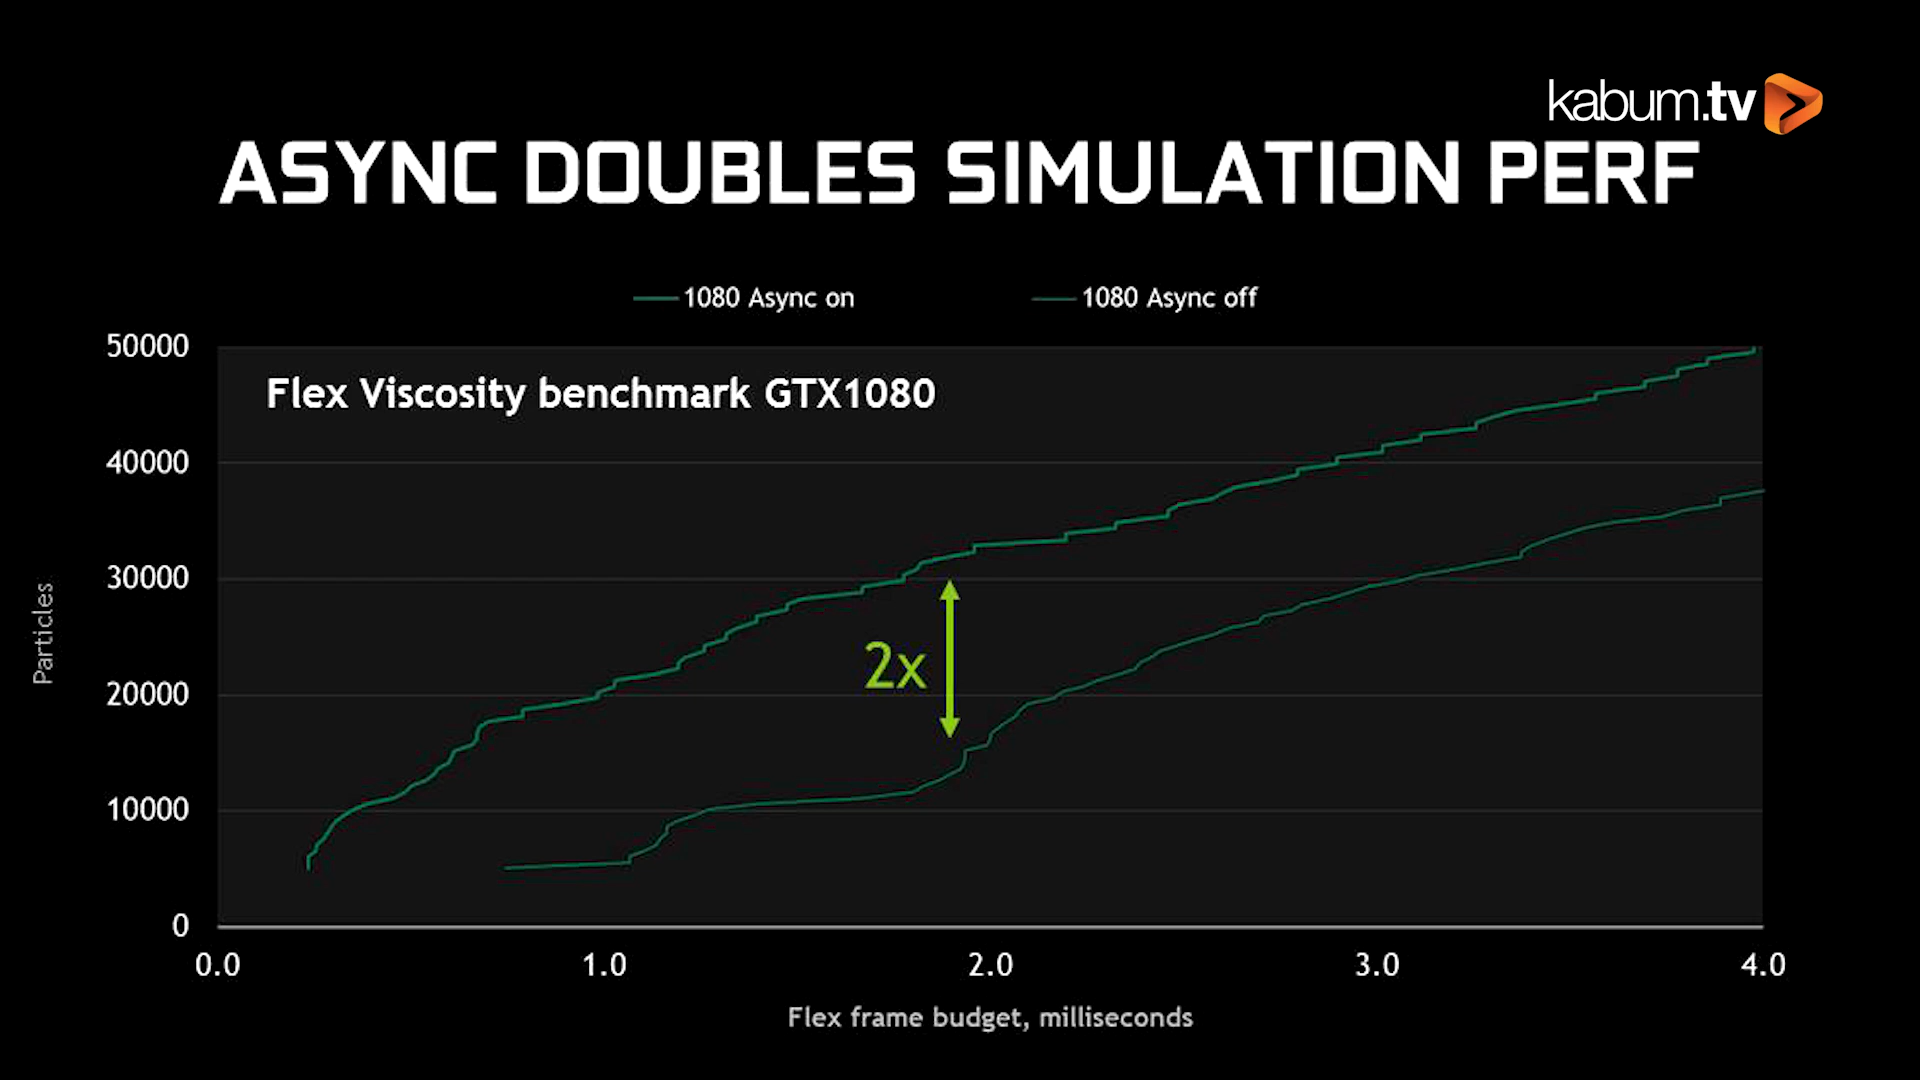 kabum.tv
ASYNC DOUBLES SIMULATION PERF
1080 Async on
1080 Async off
Flex Viscosity benchmark GTX1080
50000
40000
30000
20000
10000
0
Particles
2x
0.0 1.0 2.0 3.0 4.0
Flex frame budget, milliseconds